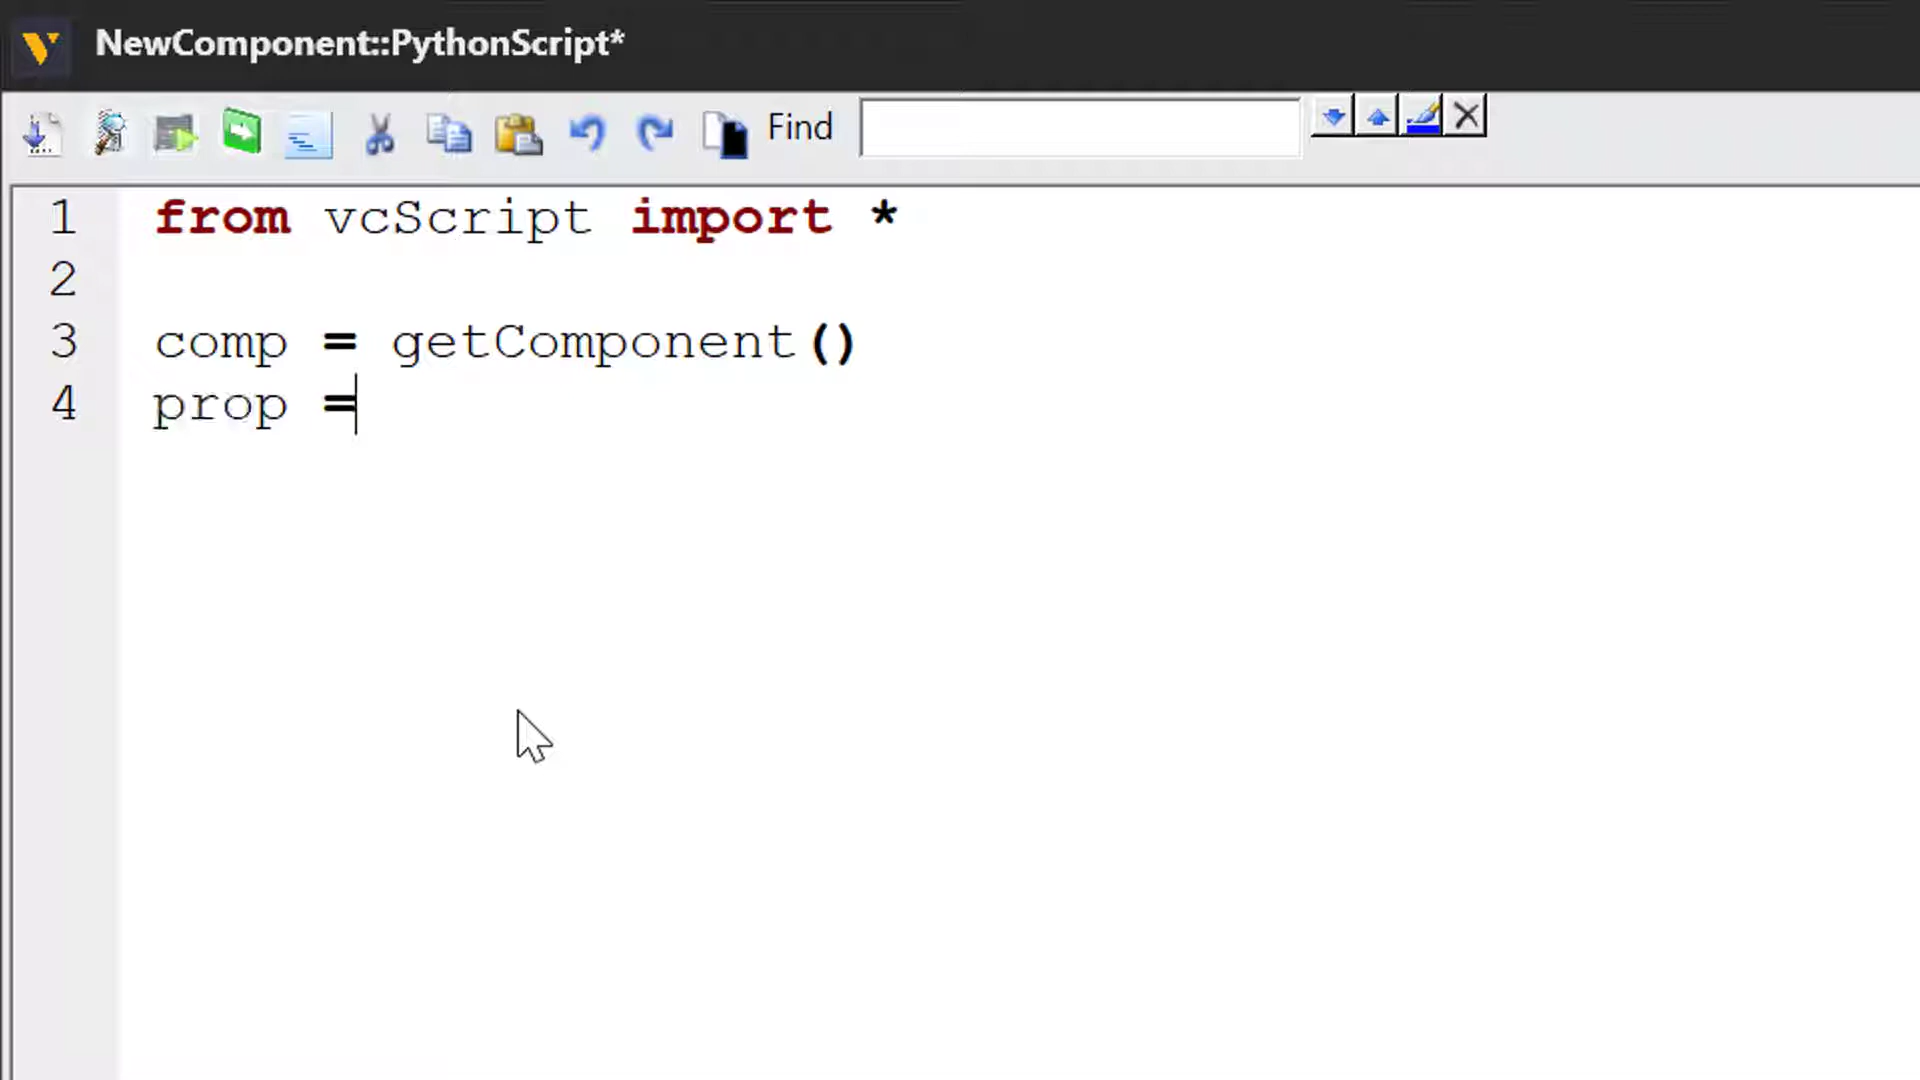 NewComponent::PythonScript*
Find
1 from vcScript import *
2
3 comp = getComponent()
4 prop =